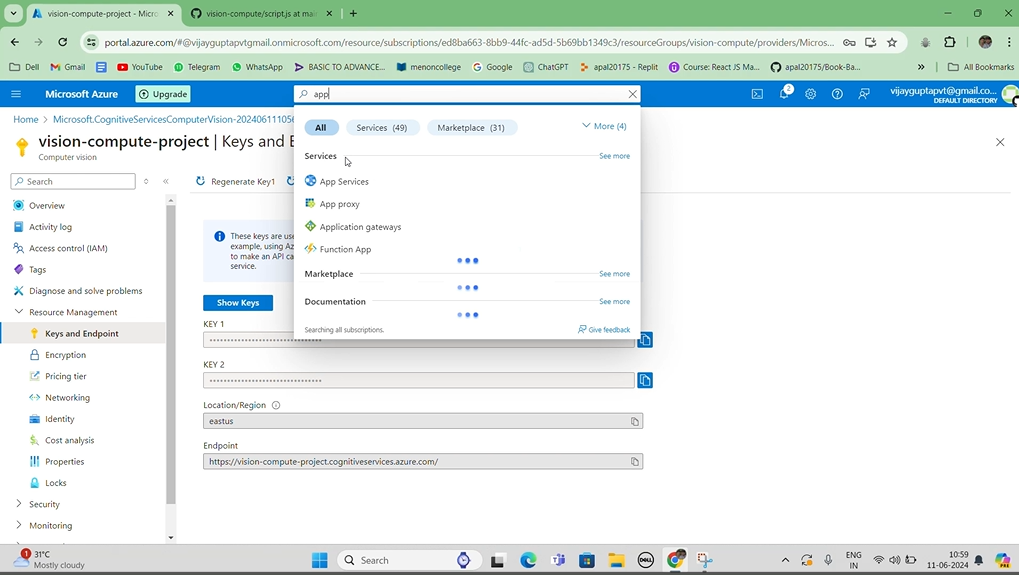 vision-compute-project - Micro
vision-compute/script.js at mai
portal.azure.com/#@vijayguptapvtgmail.onmicrosoft.com/resource/subscriptions/ed8ba663-8bb9-44fc-ad5d-5b69bb1349c3/resourceGroups/vision-compute/providers/Micros...
Dell
Gmail
YouTube
Telegram
WhatsApp
BASIC TO ADVANCE...
menoncollege
Google
ChatGPT
apal20175 - Replit
Course: React JS Ma...
apal20175/Book-Ba...
»
All Bookmarks
Microsoft Azure
Upgrade
app
2
vijayguptapvt@gmail.co...
DEFAULT DIRECTORY
Home > Microsoft.CognitiveServicesComputerVision-20240611105
vision-compute-project | Keys and E
Computer vision
Search
«
Regenerate Key1
All
Services (49)
Marketplace (31)
More (4)
Services
See more
App Services
App proxy
Application gateways
Function App
Marketplace
See more
Documentation
See more
Searching all subscriptions.
Give feedback
Overview
Activity log
Access control (IAM)
Tags
Diagnose and solve problems
Resource Management
Keys and Endpoint
Encryption
Pricing tier
Networking
Identity
Cost analysis
Properties
Locks
Security
Monitoring
These keys are use
example, using Az
to make an API ca
service.
Show Keys
KEY 1
KEY 2
Location/Region
eastus
Endpoint
https://vision-compute-project.cognitiveservices.azure.com/
1
31°C
Mostly cloudy
Search
DELL
ENG
IN
10:59
11-06-2024